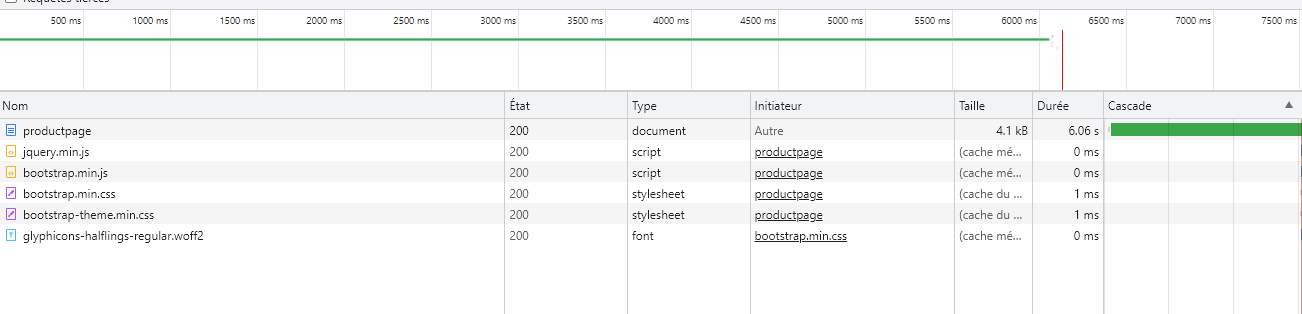 Requêtes tierces
500 ms 1000 ms 1500 ms 2000 ms 2500 ms 3000 ms 3500 ms 4000 ms 4500 ms 5000 ms 5500 ms 6000 ms 6500 ms 7000 ms 7500 ms
Nom État Type Initiateur Taille Durée Cascade
productpage 200 document Autre 4.1 kB 6.06 s
jquery.min.js 200 script productpage (cache mé... 0 ms
bootstrap.min.js 200 script productpage (cache mé... 0 ms
bootstrap.min.css 200 stylesheet productpage (cache du ... 1 ms
bootstrap-theme.min.css 200 stylesheet productpage (cache du ... 1 ms
glyphicons-halflings-regular.woff2 200 font bootstrap.min.css (cache mé... 0 ms